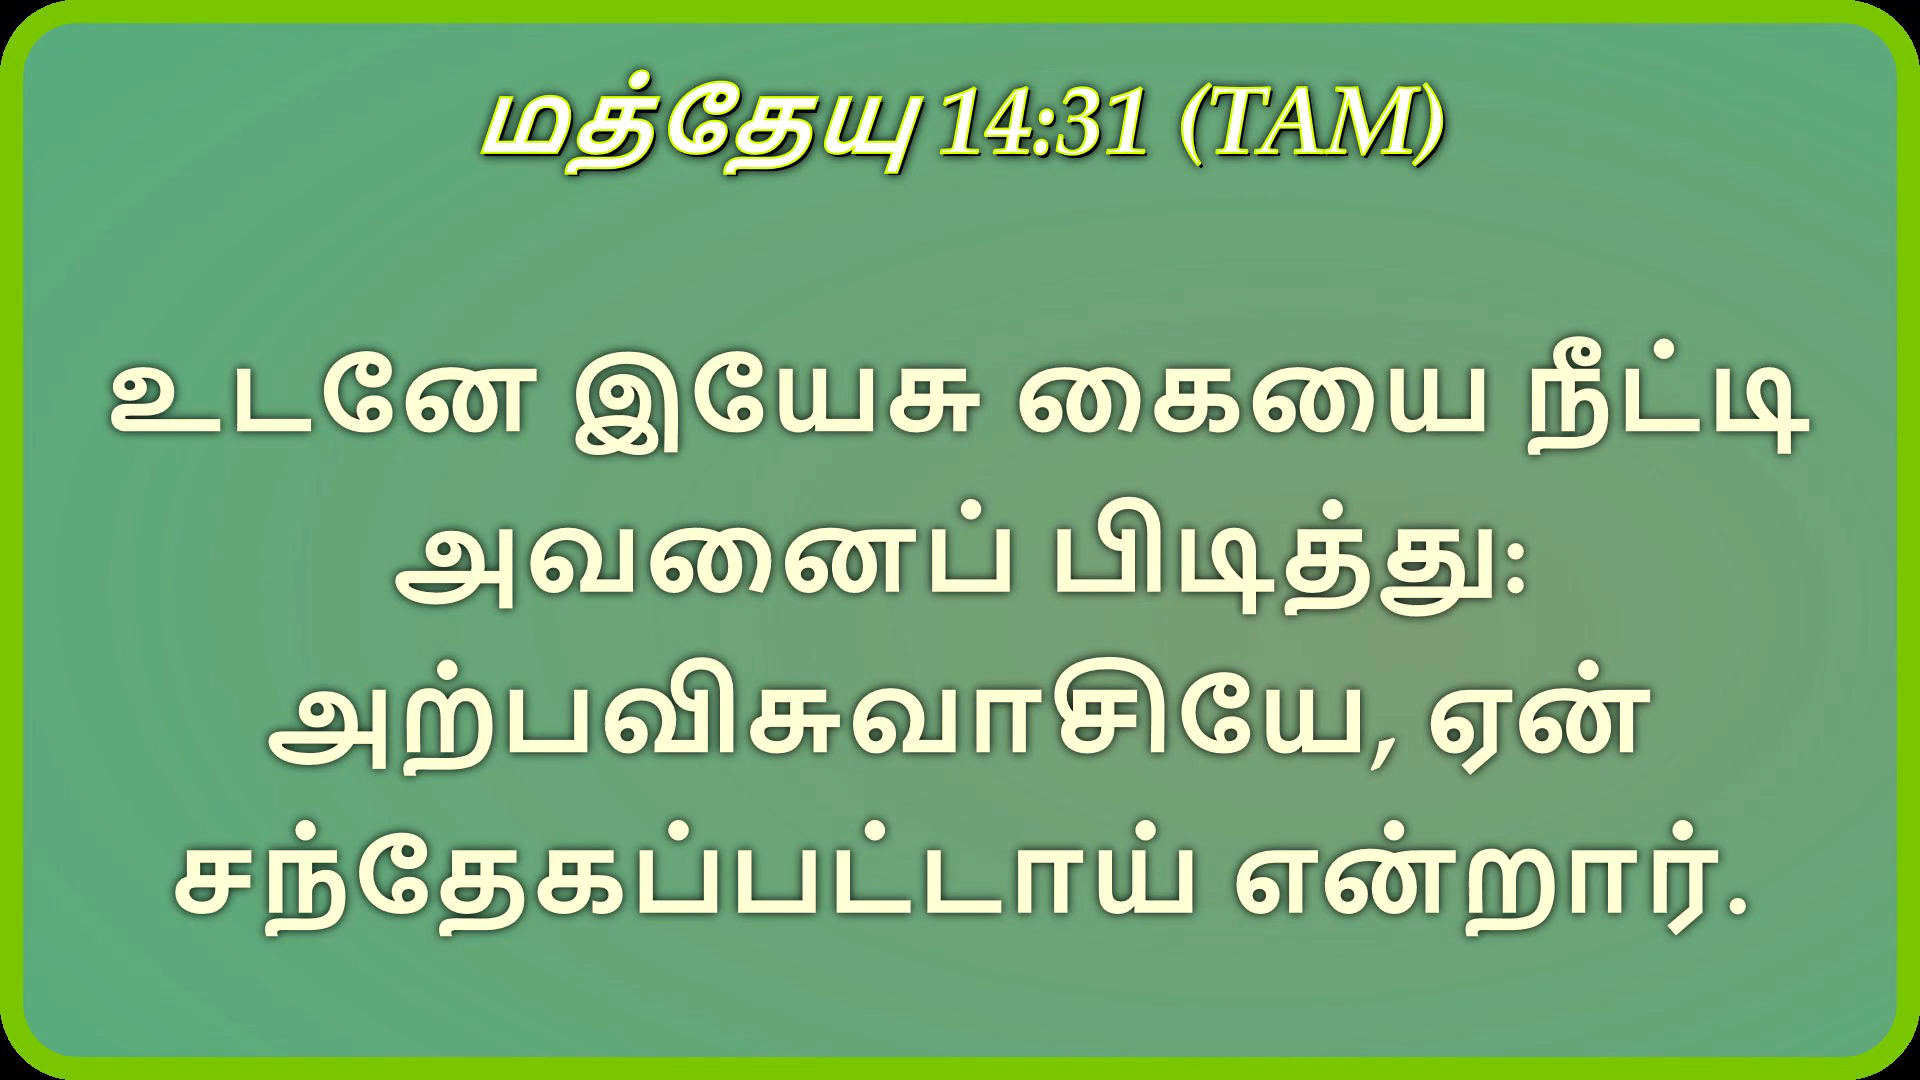 மத்தேயு 14:31 (TAM)
உடனே இயேசு கையை நீட்டி
அவனைப் பிடித்து:
அற்பவிசுவாசியே, ஏன்
சந்தேகப்பட்டாய் என்றார்.